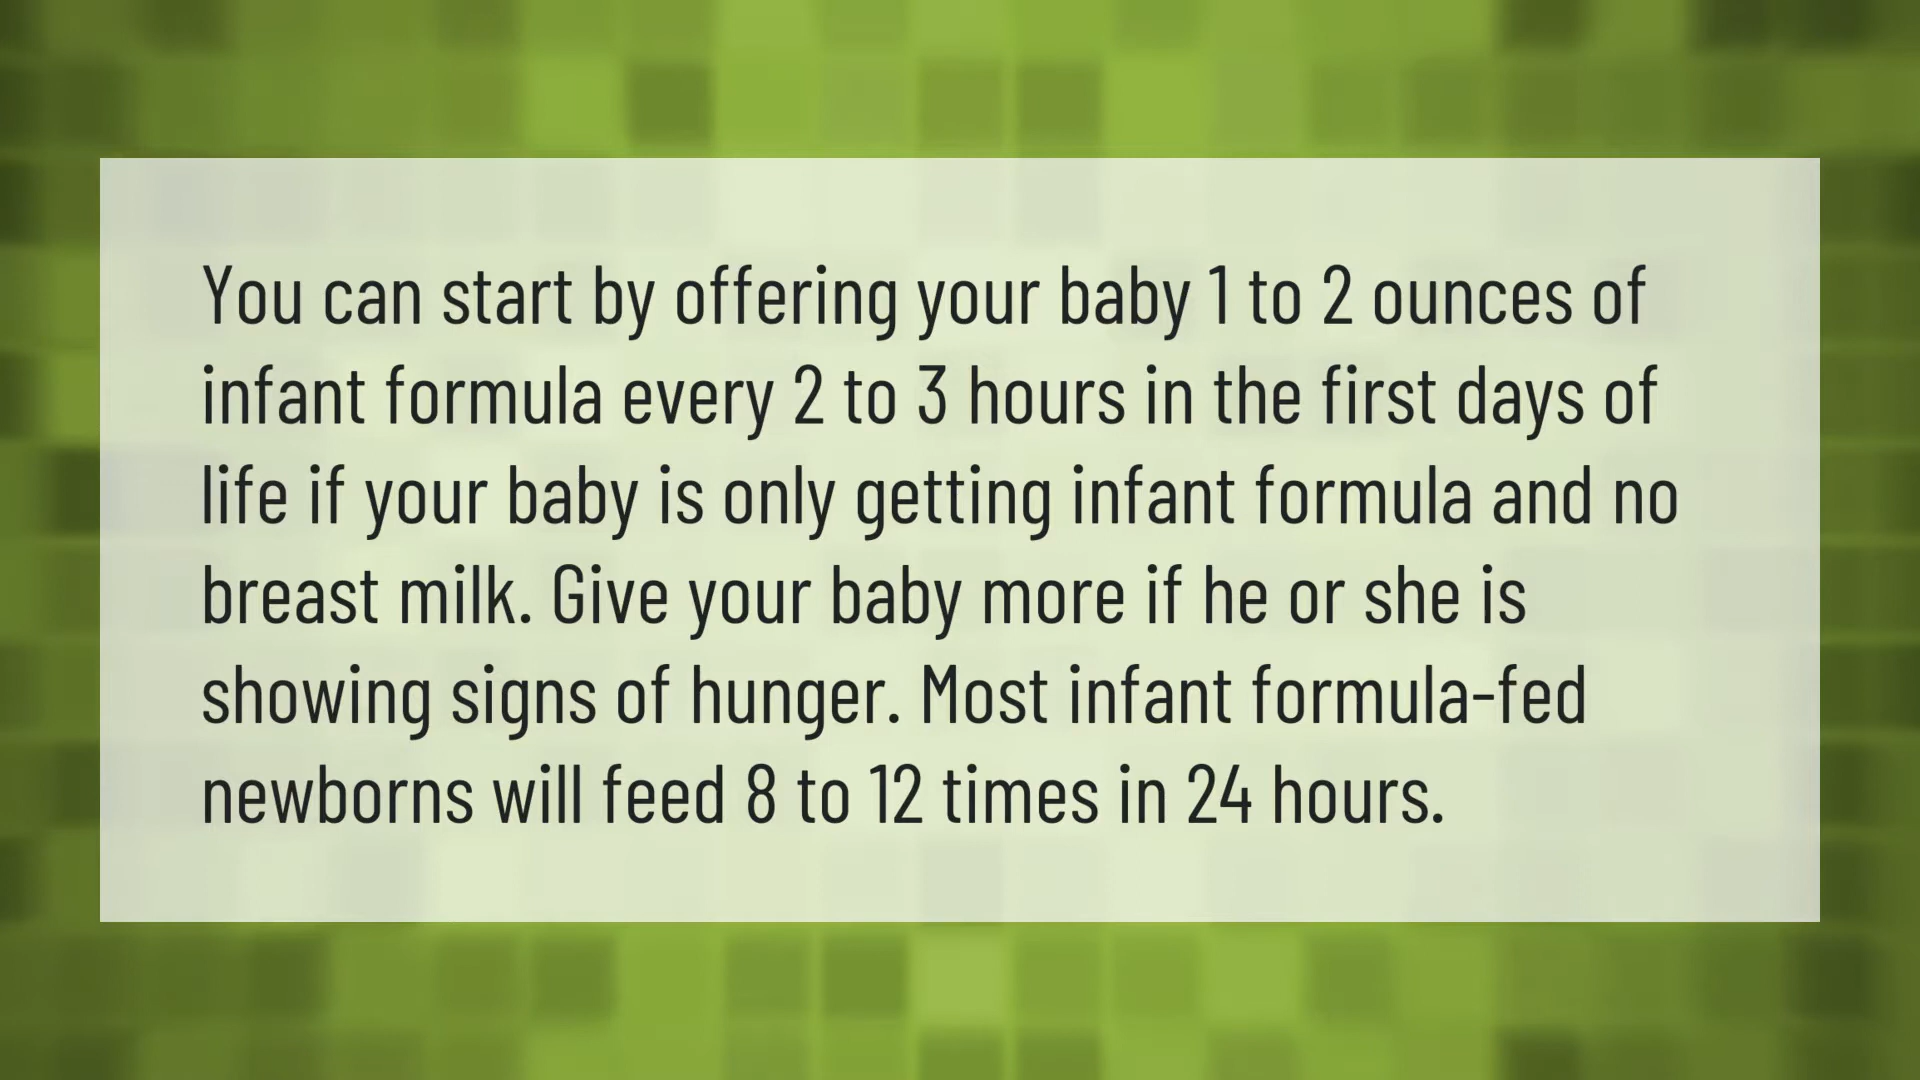 You can start by offering your baby 1 to 2 ounces of
infant formula every 2 to 3 hours in the first days of
life if your baby is only getting infant formula and no
breast milk. Give your baby more if he or she is
showing signs of hunger. Most infant formula-fed
newborns will feed 8 to 12 times in 24 hours.